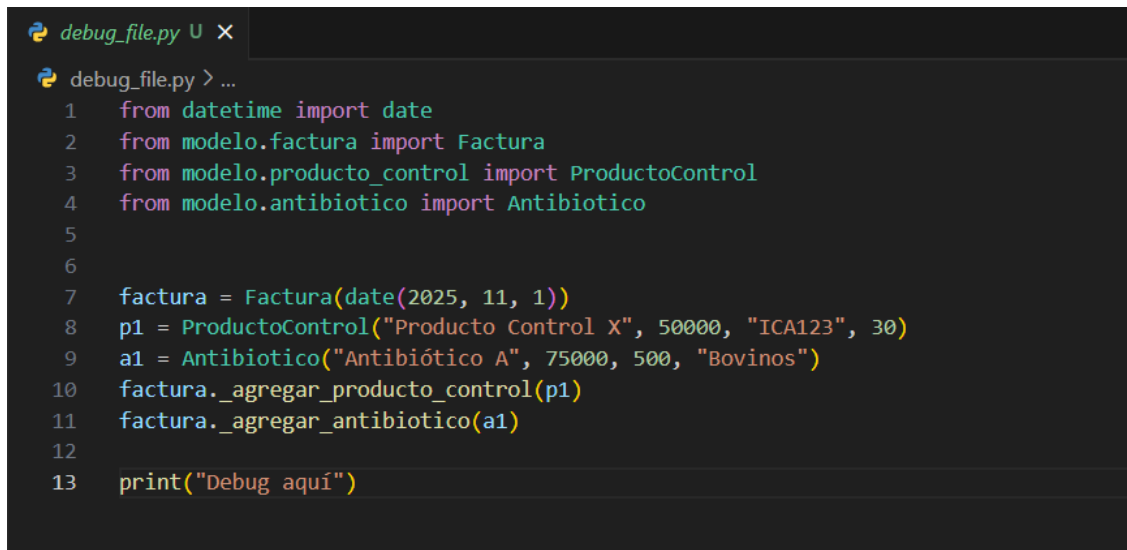 debug_file.py U X
debug_file.py > ...
1 from datetime import date
2 from modelo.factura import Factura
3 from modelo.producto_control import ProductoControl
4 from modelo.antibiotico import Antibiotico
5
6
7 factura = Factura(date(2025, 11, 1))
8 p1 = ProductoControl("Producto Control X", 50000, "ICA123", 30)
9 a1 = Antibiotico("Antibiótico A", 75000, 500, "Bovinos")
10 factura._agregar_producto_control(p1)
11 factura._agregar_antibiotico(a1)
12
13 print("Debug aquí")